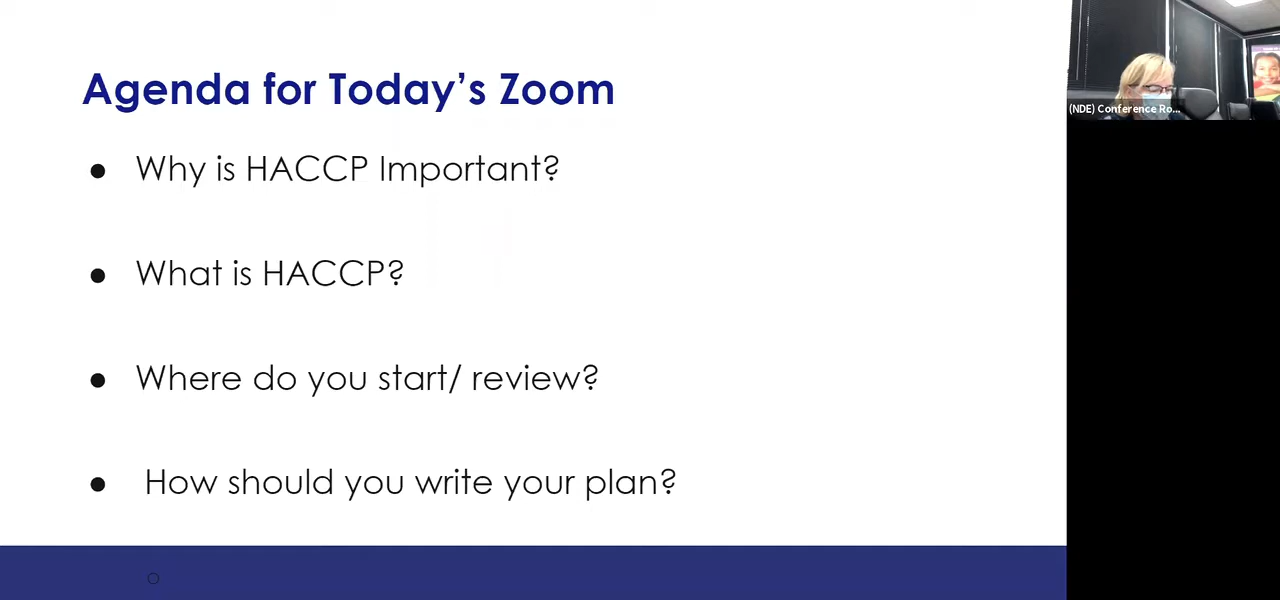 Agenda for Today's Zoom
● Why is HACCP Important?
● What is HACCP?
● Where do you start/ review?
● How should you write your plan?
(NDE) Conference Ro...